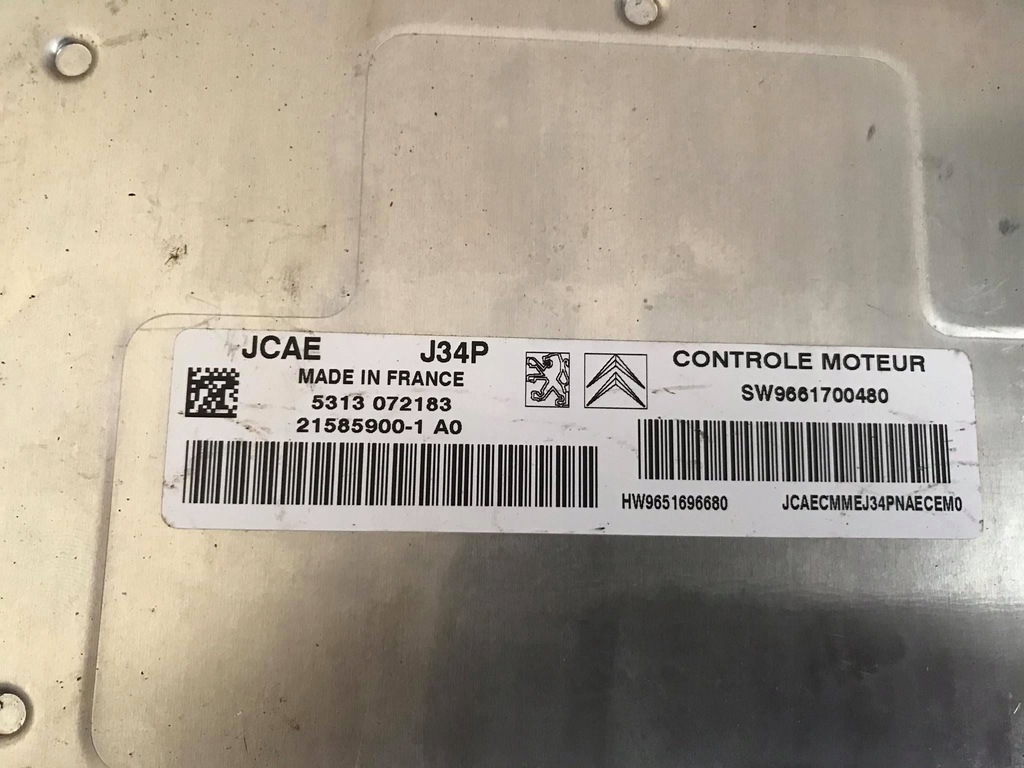 JCAE J34P
MADE IN FRANCE
5313 072183
21585900-1 A0
CONTROLE MOTEUR
SW9661700480
HW9651696680 JCAECMMEJ34PNAECEM0